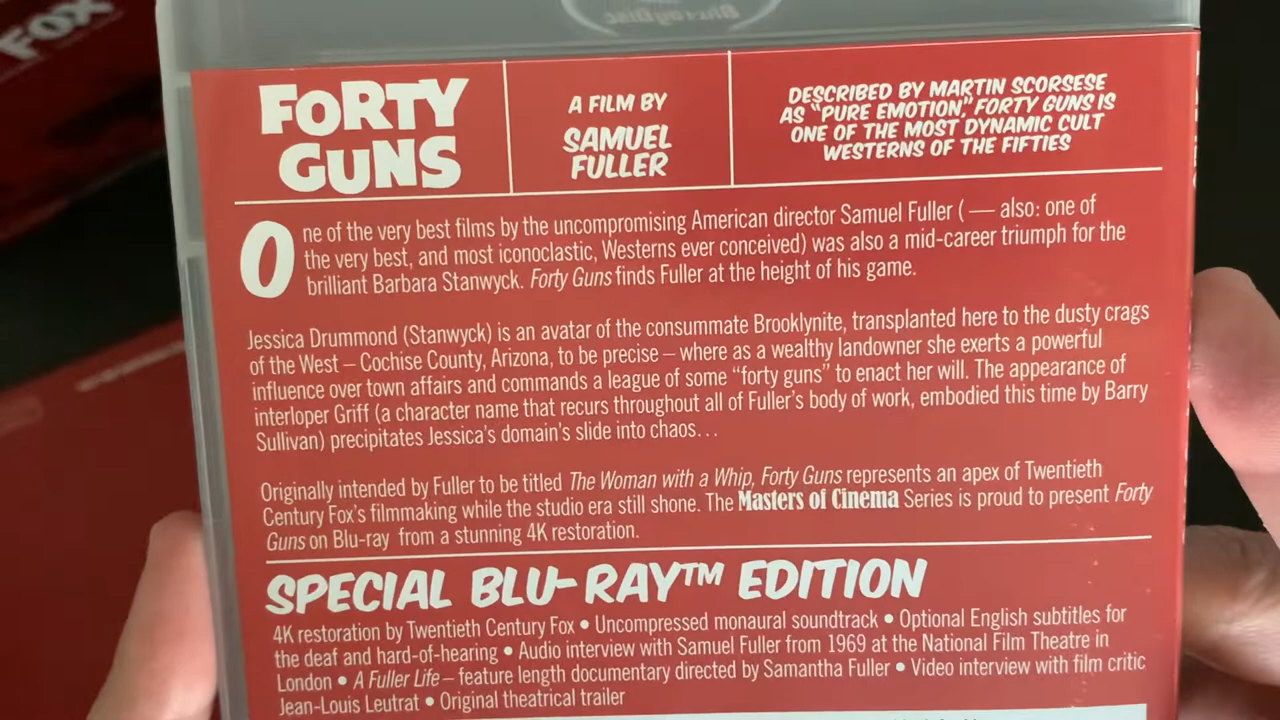 FOX
Blu-ray Disc
FORTY
GUNS
A FILM BY
SAMUEL
FULLER
DESCRIBED BY MARTIN SCORSESE
AS "PURE EMOTION," FORTY GUNS IS
ONE OF THE MOST DYNAMIC CULT
WESTERNS OF THE FIFTIES
One of the very best films by the uncompromising American director Samuel Fuller ( — also: one of
the very best, and most iconoclastic, Westerns ever conceived) was also a mid-career triumph for the
brilliant Barbara Stanwyck. Forty Guns finds Fuller at the height of his game.
Jessica Drummond (Stanwyck) is an avatar of the consummate Brooklynite, transplanted here to the dusty crags
of the West – Cochise County, Arizona, to be precise – where as a wealthy landowner she exerts a powerful
influence over town affairs and commands a league of some "forty guns" to enact her will. The appearance of
interloper Griff (a character name that recurs throughout all of Fuller's body of work, embodied this time by Barry
Sullivan) precipitates Jessica's domain's slide into chaos…
Originally intended by Fuller to be titled The Woman with a Whip, Forty Guns represents an apex of Twentieth
Century Fox's filmmaking while the studio era still shone. The Masters of Cinema Series is proud to present Forty
Guns on Blu-ray from a stunning 4K restoration.
SPECIAL BLU-RAY™ EDITION
4K restoration by Twentieth Century Fox • Uncompressed monaural soundtrack • Optional English subtitles for
the deaf and hard-of-hearing • Audio interview with Samuel Fuller from 1969 at the National Film Theatre in
London • A Fuller Life – feature length documentary directed by Samantha Fuller • Video interview with film critic
Jean-Louis Leutrat • Original theatrical trailer